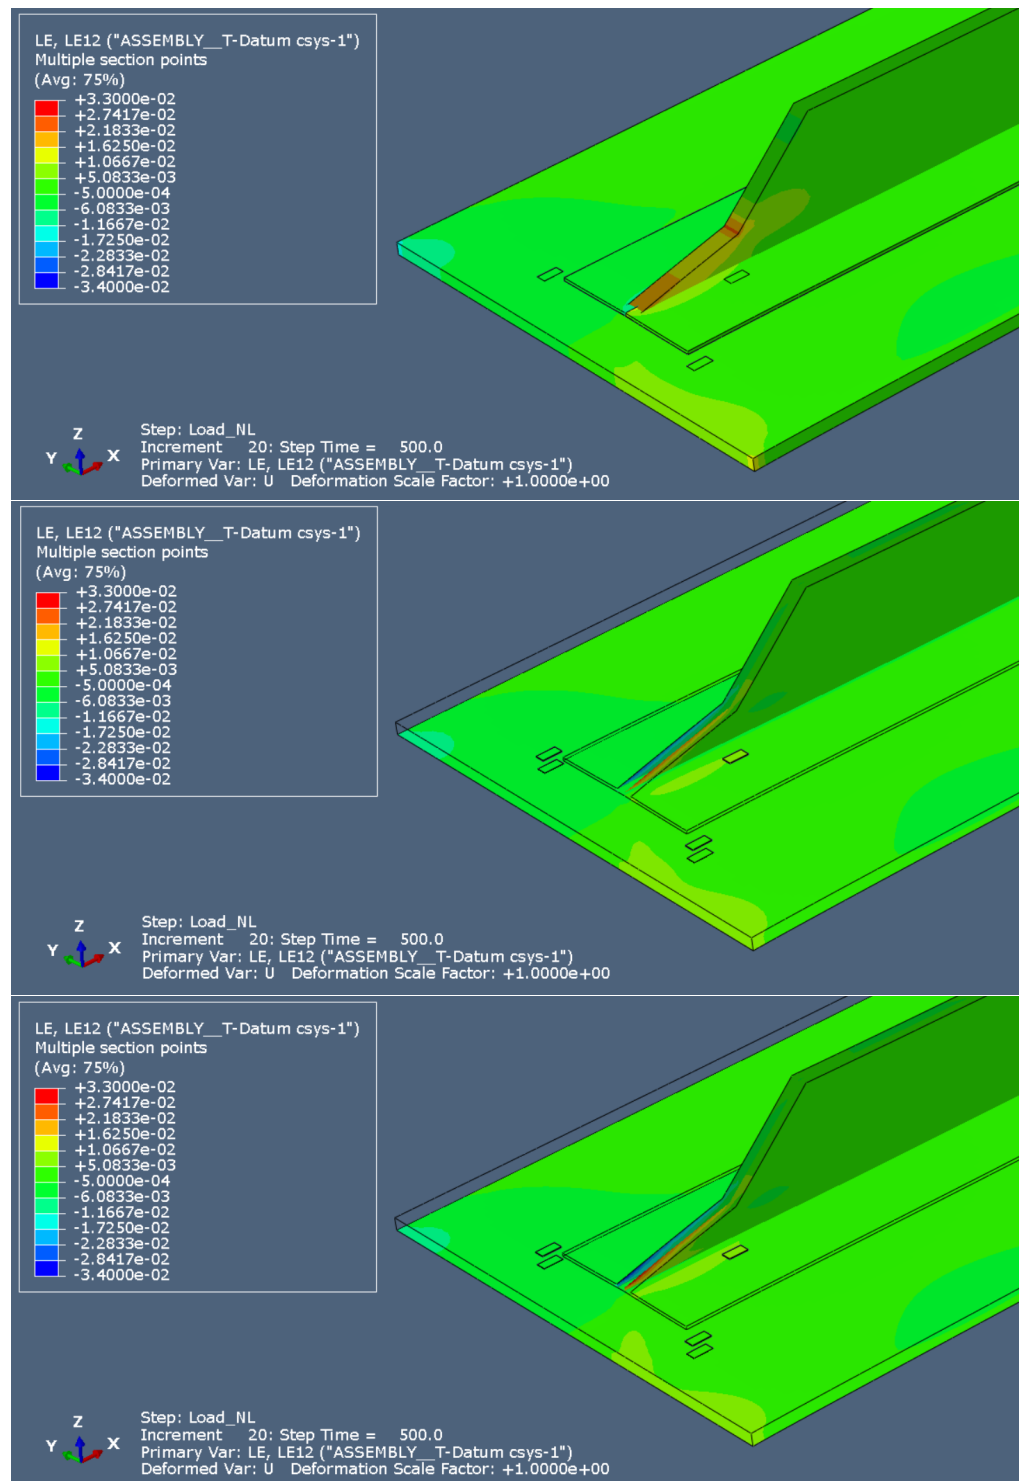 LE, LE12 ("ASSEMBLY__T-Datum csys-1")
Multiple section points
(Avg: 75%)
+3.3000e-02
+2.7417e-02
+2.1833e-02
+1.6250e-02
+1.0667e-02
+5.0833e-03
-5.0000e-04
-6.0833e-03
-1.1667e-02
-1.7250e-02
-2.2833e-02
-2.8417e-02
-3.4000e-02
Z
Y X
Step: Load_NL
Increment 20: Step Time = 500.0
Primary Var: LE, LE12 ("ASSEMBLY__T-Datum csys-1")
Deformed Var: U Deformation Scale Factor: +1.0000e+00
LE, LE12 ("ASSEMBLY__T-Datum csys-1")
Multiple section points
(Avg: 75%)
+3.3000e-02
+2.7417e-02
+2.1833e-02
+1.6250e-02
+1.0667e-02
+5.0833e-03
-5.0000e-04
-6.0833e-03
-1.1667e-02
-1.7250e-02
-2.2833e-02
-2.8417e-02
-3.4000e-02
Z
Y X
Step: Load_NL
Increment 20: Step Time = 500.0
Primary Var: LE, LE12 ("ASSEMBLY__T-Datum csys-1")
Deformed Var: U Deformation Scale Factor: +1.0000e+00
LE, LE12 ("ASSEMBLY__T-Datum csys-1")
Multiple section points
(Avg: 75%)
+3.3000e-02
+2.7417e-02
+2.1833e-02
+1.6250e-02
+1.0667e-02
+5.0833e-03
-5.0000e-04
-6.0833e-03
-1.1667e-02
-1.7250e-02
-2.2833e-02
-2.8417e-02
-3.4000e-02
Z
Y X
Step: Load_NL
Increment 20: Step Time = 500.0
Primary Var: LE, LE12 ("ASSEMBLY__T-Datum csys-1")
Deformed Var: U Deformation Scale Factor: +1.0000e+00